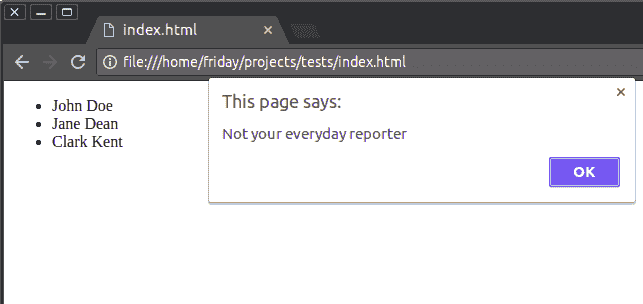 index.html
file:///home/friday/projects/tests/index.html
This page says:
Not your everyday reporter
OK
John Doe
Jane Dean
Clark Kent